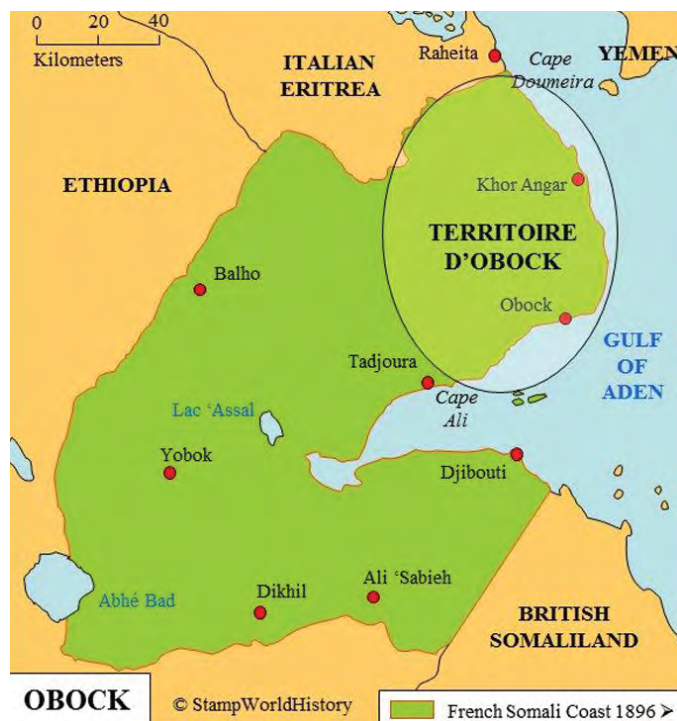 0 20 40
Kilometers
ITALIAN
ERITREA
Raheita
Cape
Doumeira
YEMEN
ETHIOPIA
Khor Angar
TERRITOIRE
D’OBOCK
Balho
Obock
GULF
OF
ADEN
Tadjoura
Cape
Ali
Lac ‘Assal
Yobok
Djibouti
Abhé Bad
Dikhil
Ali ‘Sabieh
BRITISH
SOMALILAND
OBOCK
© StampWorldHistory
French Somali Coast 1896 ➢